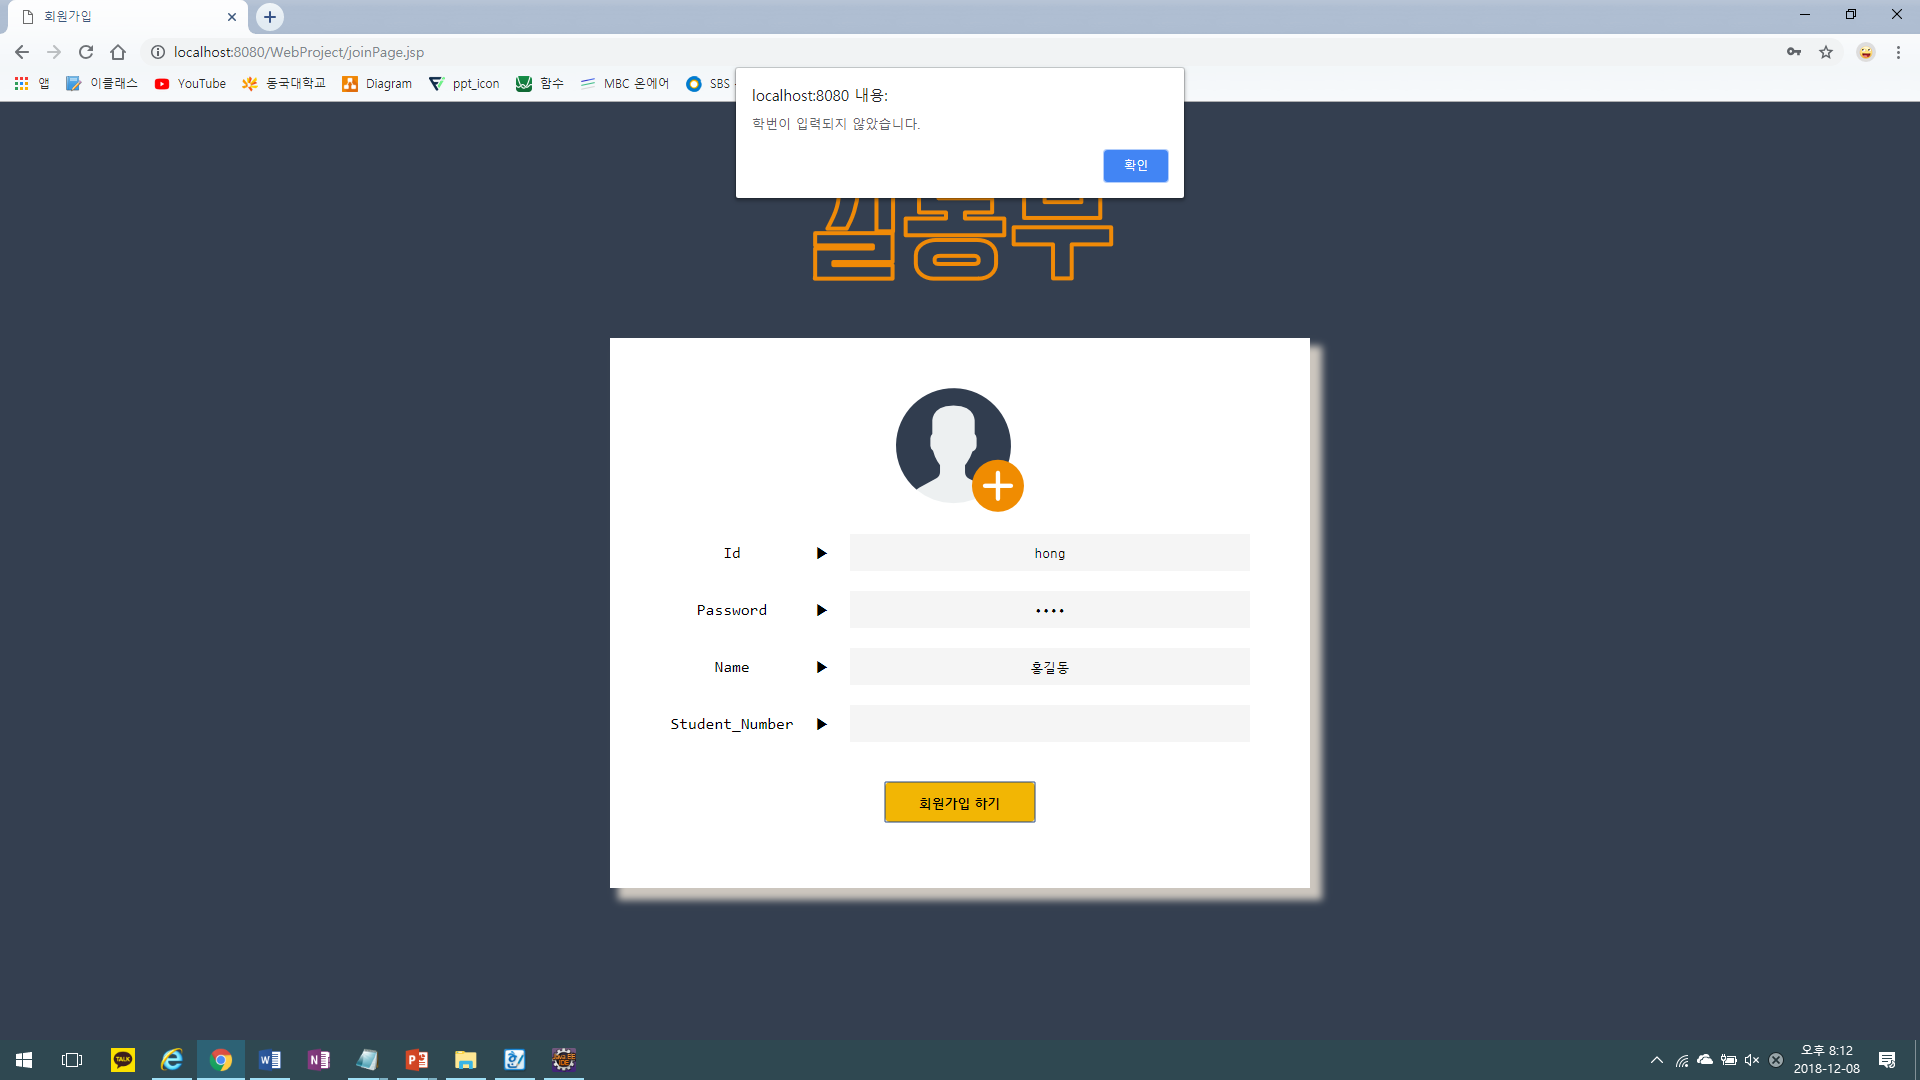 회원가입
localhost:8080/WebProject/joinPage.jsp
앱 이클래스 YouTube 동국대학교 Diagram ppt_icon 함수 MBC 온에어 SBS
localhost:8080 내용:
학번이 입력되지 않았습니다.
확인
Id ▶ hong
Password ▶ ••••
Name ▶ 홍길동
Student_Number ▶
회원가입 하기
TALK
오후 8:12
2018-12-08